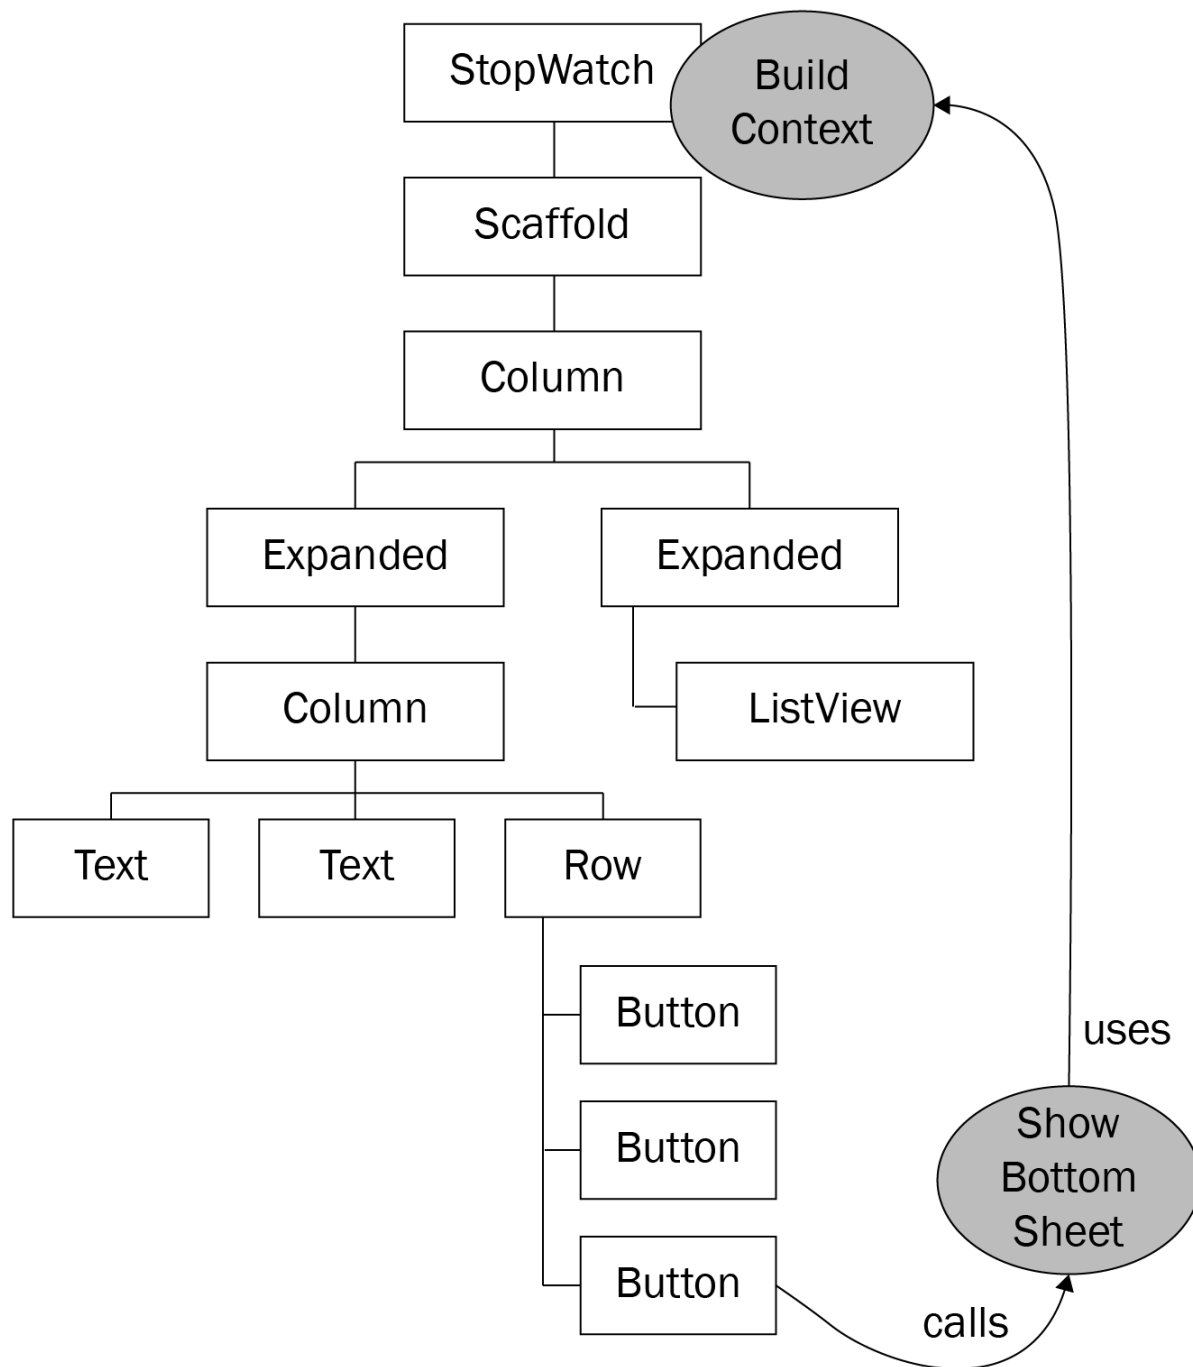 StopWatch
Build
Context
Scaffold
Column
Expanded
Expanded
Column
ListView
Text
Text
Row
Button
uses
Button
Show
Bottom
Sheet
Button
calls